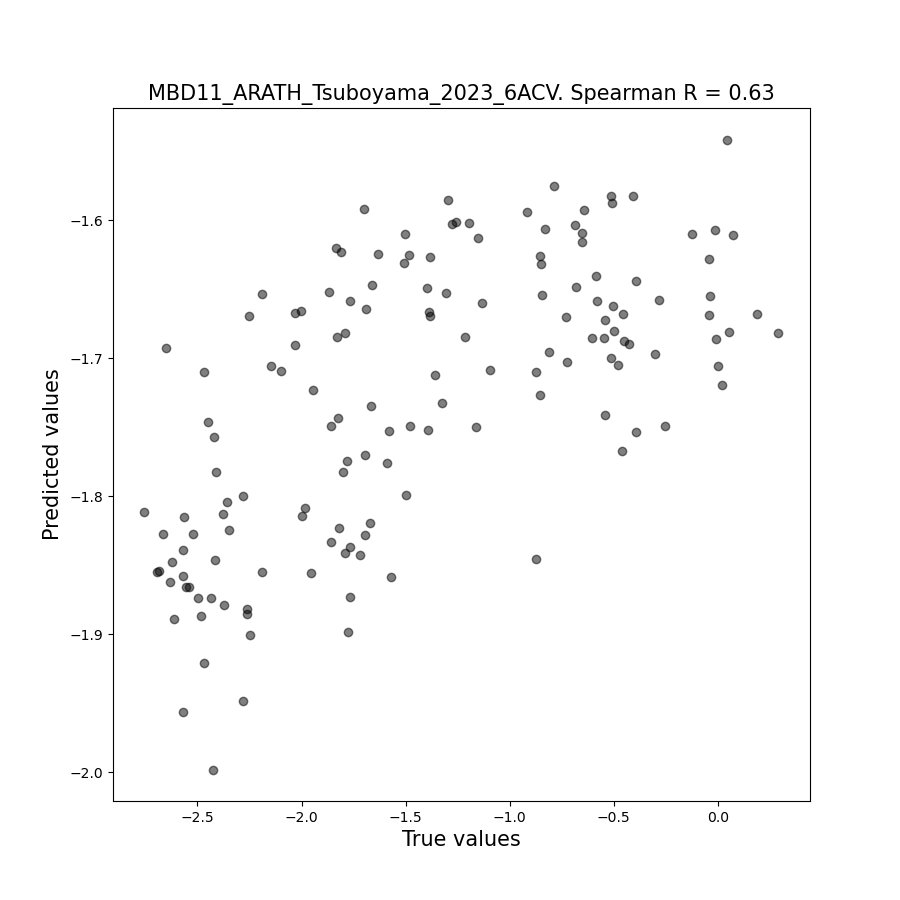 MBD11_ARATH_Tsuboyama_2023_6ACV. Spearman R = 0.63
Predicted values
−1.6
−1.7
−1.8
−1.9
−2.0
−2.5 −2.0 −1.5 −1.0 −0.5 0.0
True values